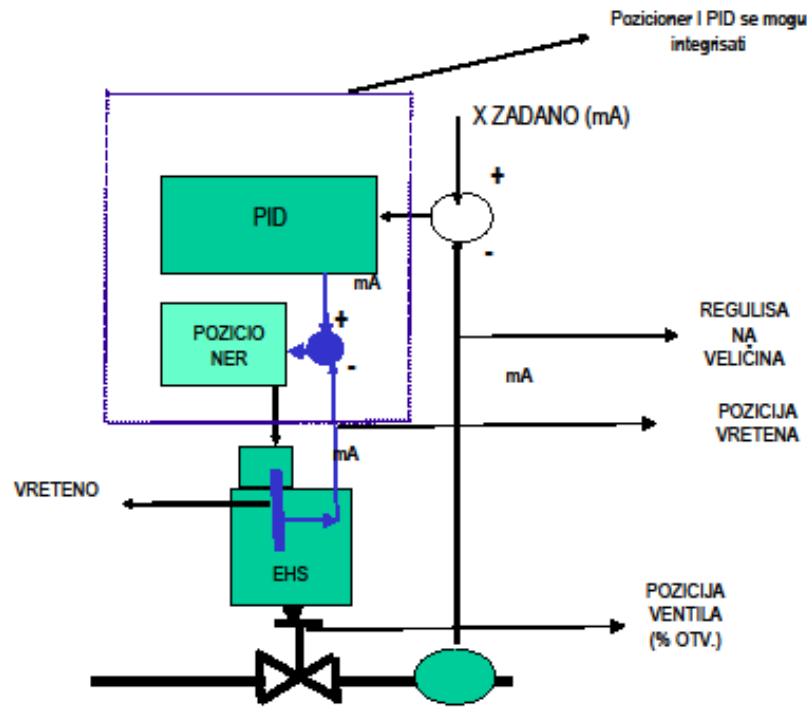 Pozicioner I PID se mogu
integrisati
X ZADANO (mA)
+
PID
-
mA
POZICIO
NER
+
-
REGULISA
NA
VELIČINA
mA
POZICIJA
VRETENA
mA
VRETENO
EHS
POZICIJA
VENTILA
(% OTV.)